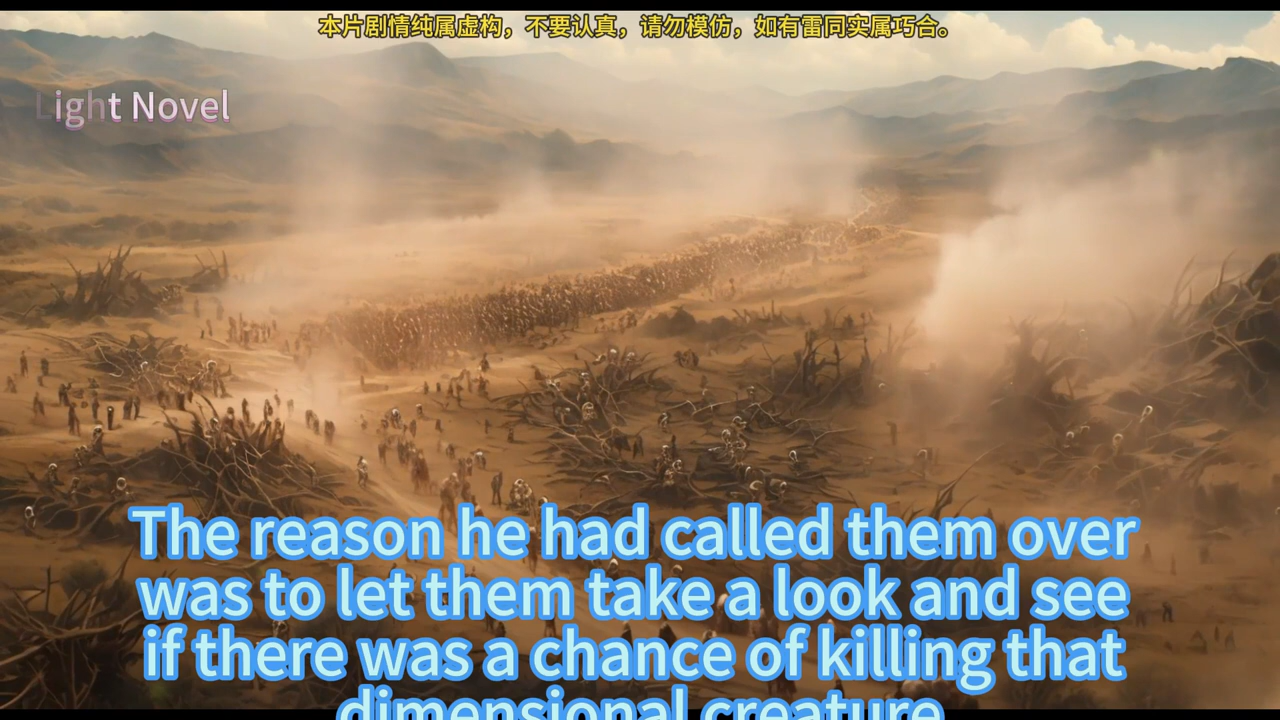 本片剧情纯属虚构，不要认真，请勿模仿，如有雷同实属巧合。
Light Novel
The reason he had called them over
was to let them take a look and see
if there was a chance of killing that
dimensional creature